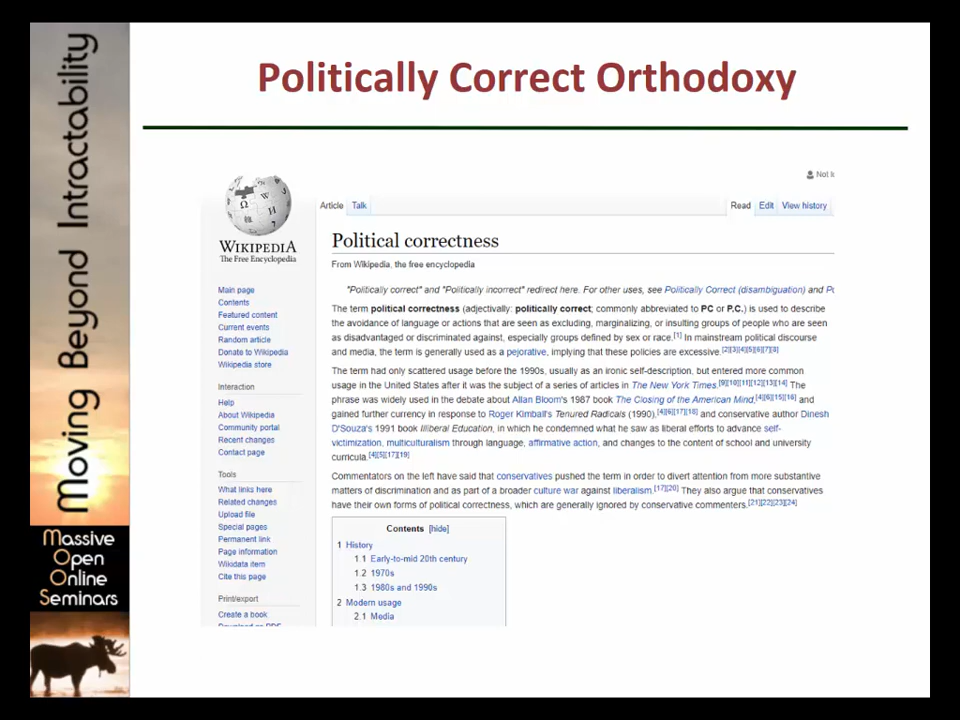 Politically Correct Orthodoxy
Moving Beyond Intractability
Massive
Open
Online
Seminars
WIKIPEDIA
The Free Encyclopedia
Main page
Contents
Featured content
Current events
Random article
Donate to Wikipedia
Wikipedia store
Interaction
Help
About Wikipedia
Community portal
Recent changes
Contact page
Tools
What links here
Related changes
Upload file
Special pages
Permanent link
Page information
Wikidata item
Cite this page
Print/export
Create a book
Download as PDF
Not l
Article Talk Read Edit View history
Political correctness
From Wikipedia, the free encyclopedia
"Politically correct" and "Politically incorrect" redirect here. For other uses, see Politically Correct (disambiguation) and Po
The term political correctness (adjectivally: politically correct; commonly abbreviated to PC or P.C.) is used to describe
the avoidance of language or actions that are seen as excluding, marginalizing, or insulting groups of people who are seen
as disadvantaged or discriminated against, especially groups defined by sex or race.[1] In mainstream political discourse
and media, the term is generally used as a pejorative, implying that these policies are excessive.[2][3][4][5][6][7][8]
The term had only scattered usage before the 1990s, usually as an ironic self-description, but entered more common
usage in the United States after it was the subject of a series of articles in The New York Times.[9][10][11][12][13][14] The
phrase was widely used in the debate about Allan Bloom's 1987 book The Closing of the American Mind,[4][6][15][16] and
gained further currency in response to Roger Kimball's Tenured Radicals (1990),[4][6][17][18] and conservative author Dinesh
D'Souza's 1991 book Illiberal Education, in which he condemned what he saw as liberal efforts to advance self-
victimization, multiculturalism through language, affirmative action, and changes to the content of school and university
curricula.[4][5][17][19]
Commentators on the left have said that conservatives pushed the term in order to divert attention from more substantive
matters of discrimination and as part of a broader culture war against liberalism.[17][20] They also argue that conservatives
have their own forms of political correctness, which are generally ignored by conservative commenters.[21][22][23][24]
Contents [hide]
1 History
1.1 Early-to-mid 20th century
1.2 1970s
1.3 1980s and 1990s
2 Modern usage
2.1 Media